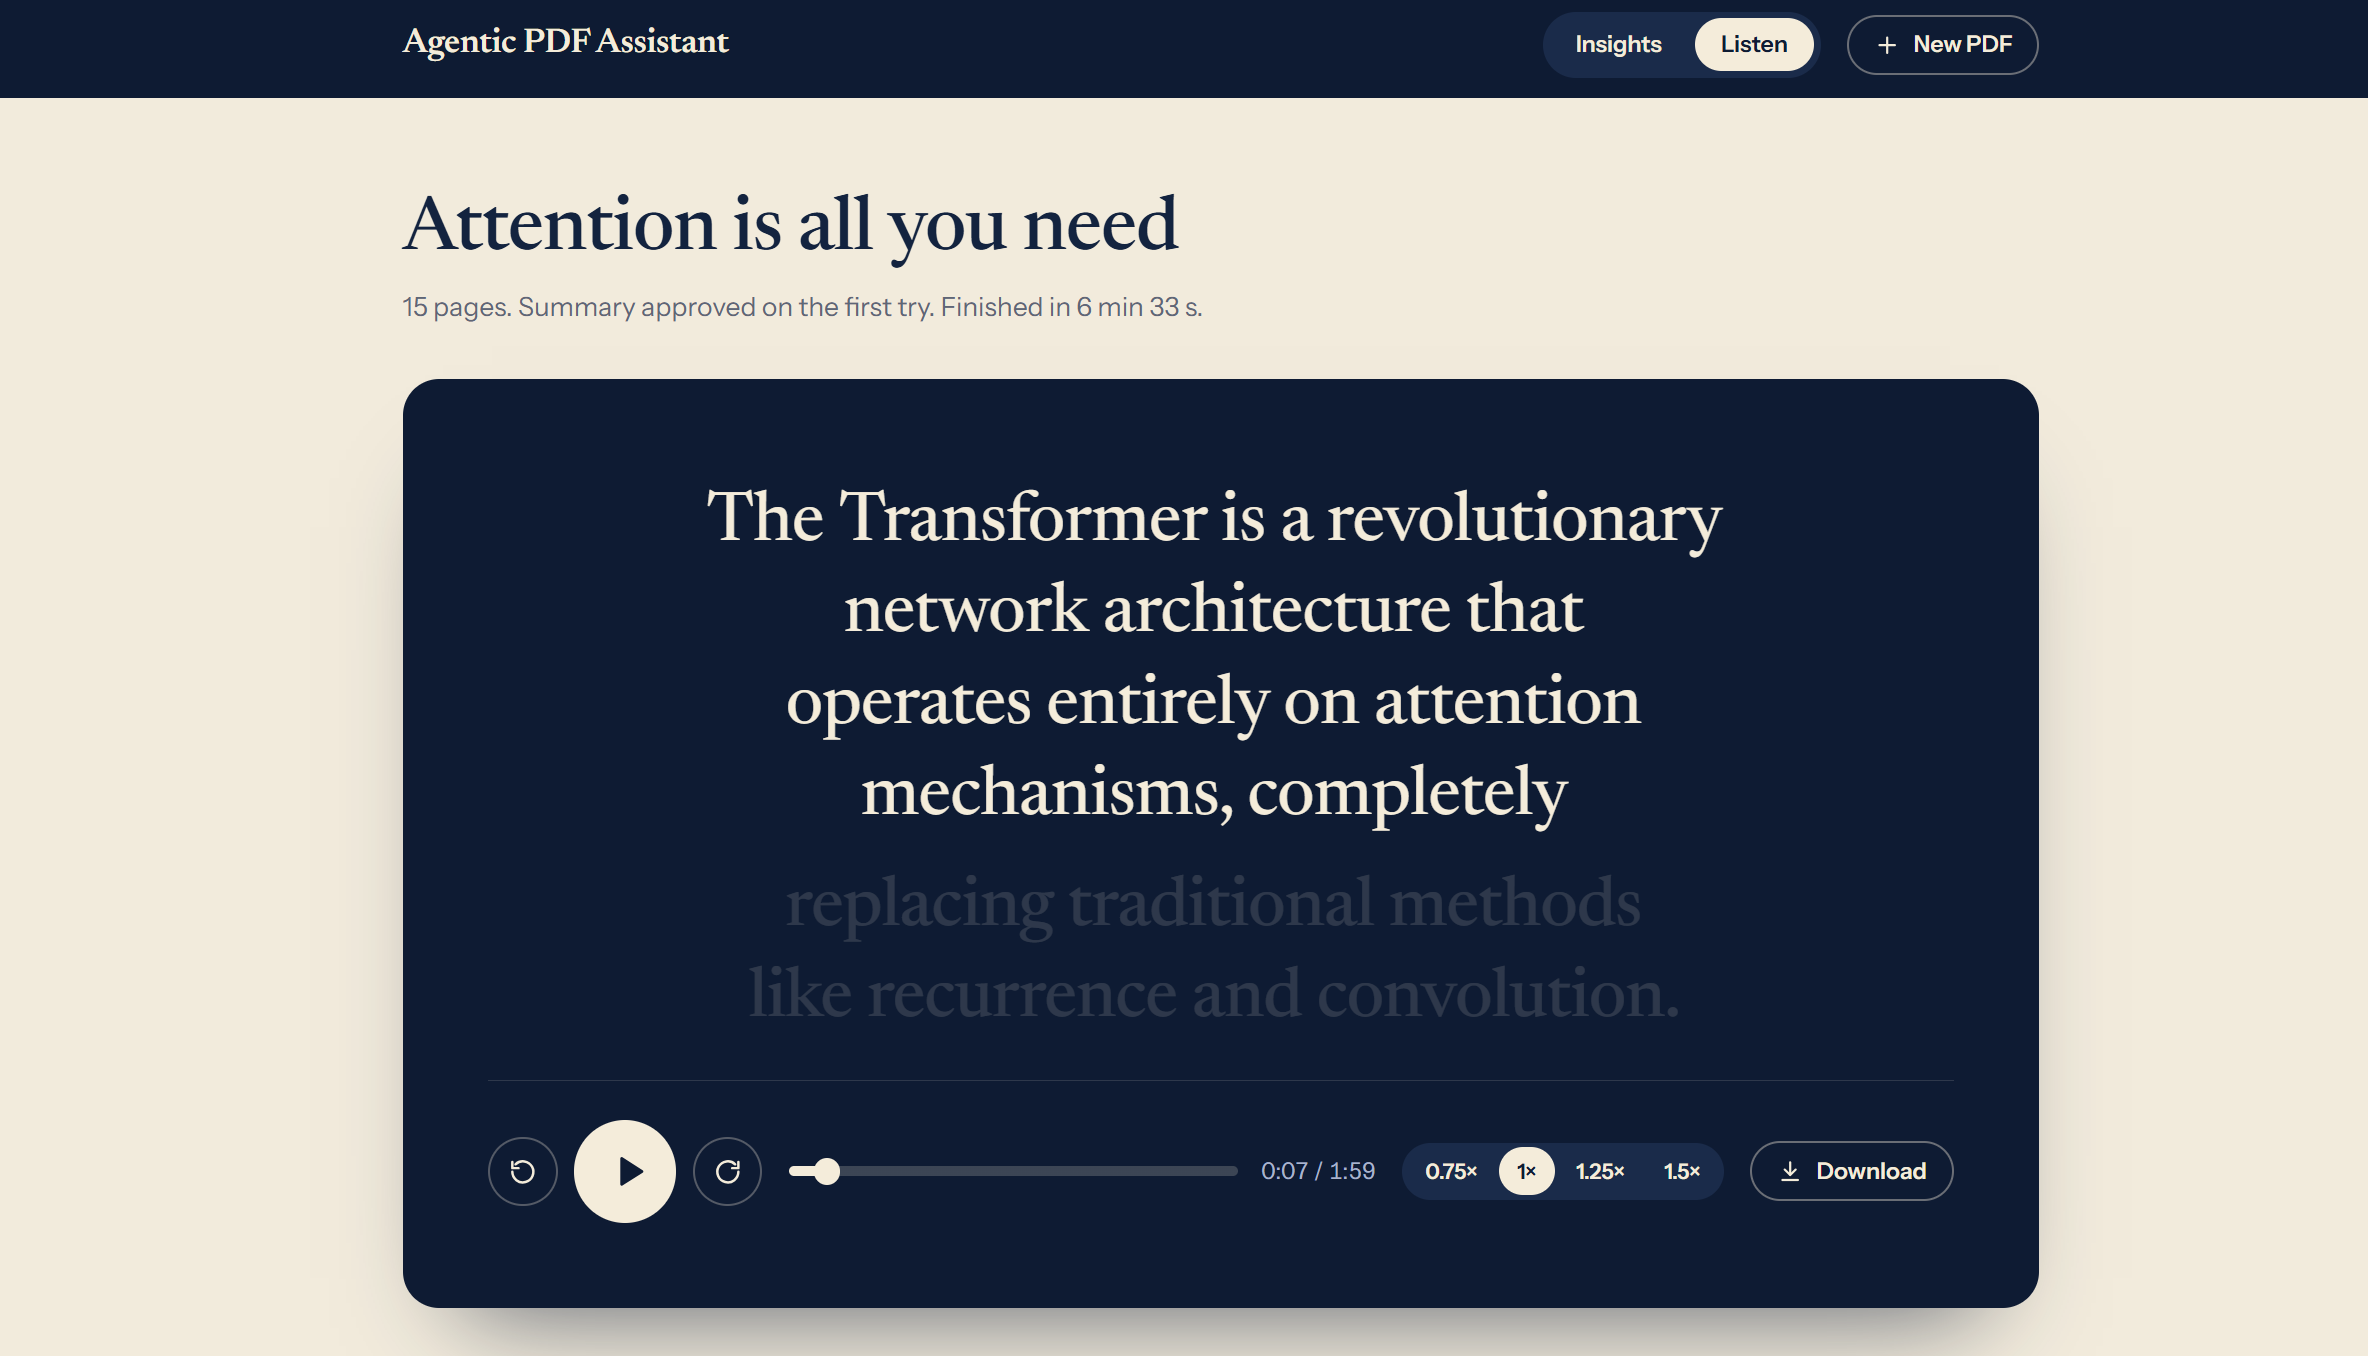 Agentic PDF Assistant
Insights
Listen
New PDF
Attention is all you need
15 pages. Summary approved on the first try. Finished in 6 min 33 s.
The Transformer is a revolutionary
network architecture that
operates entirely on attention
mechanisms, completely
replacing traditional methods
like recurrence and convolution.
0:07 / 1:59
0.75×
1×
1.25×
1.5×
Download